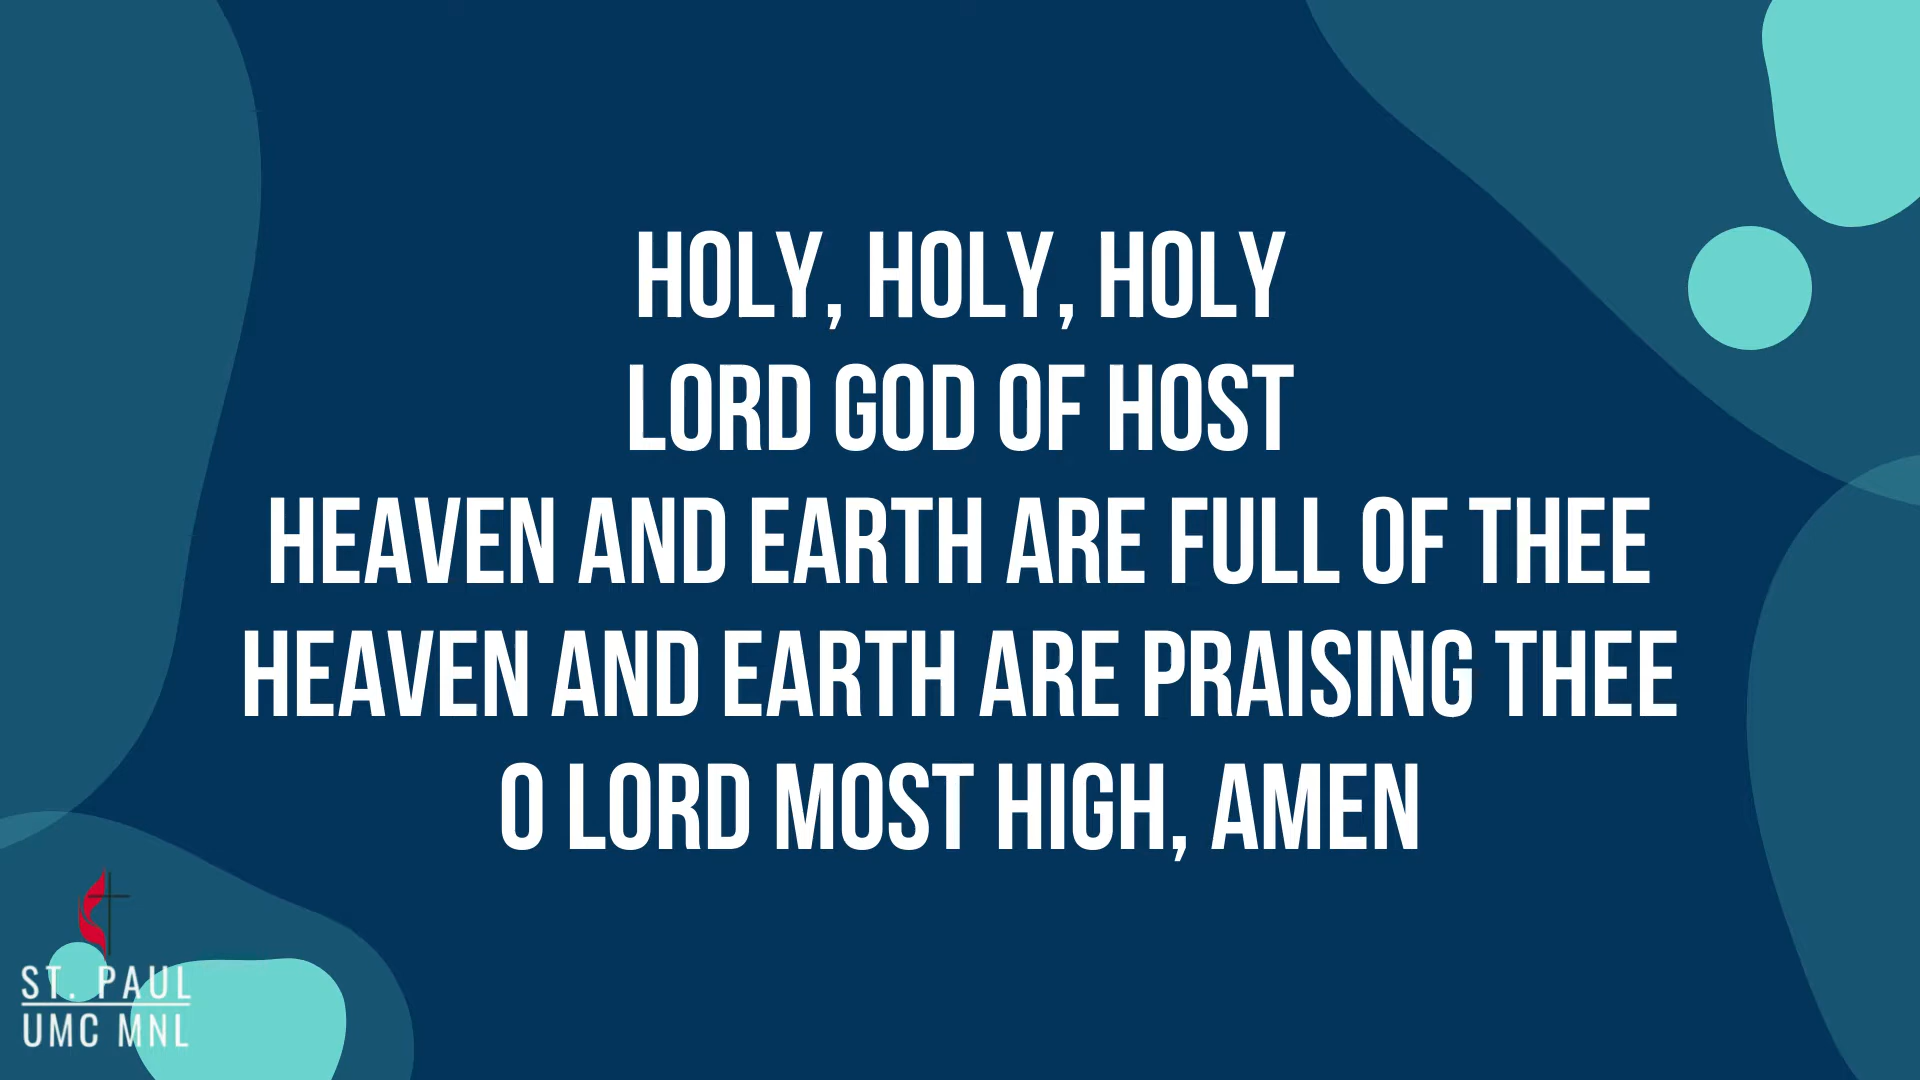 HOLY, HOLY, HOLY
LORD GOD OF HOST
HEAVEN AND EARTH ARE FULL OF THEE
HEAVEN AND EARTH ARE PRAISING THEE
O LORD MOST HIGH, AMEN
ST. PAUL
UMC MNL